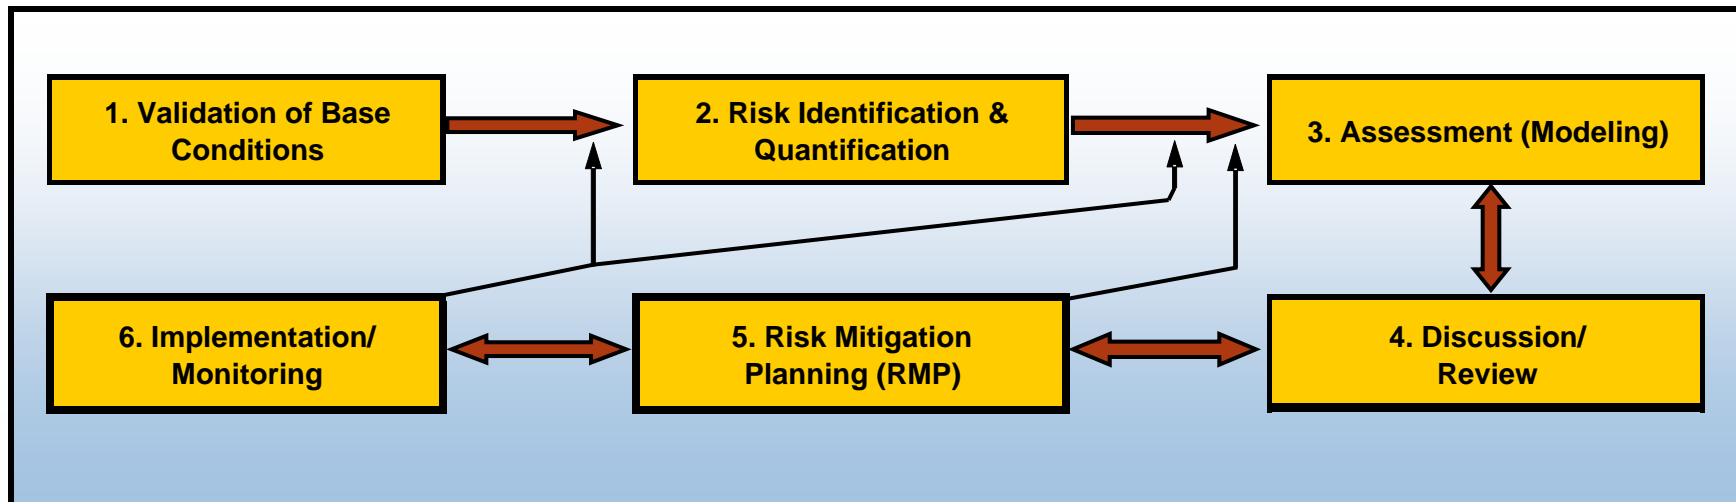 1. Validation of Base
Conditions
2. Risk Identification &
Quantification
3. Assessment (Modeling)
6. Implementation/
Monitoring
5. Risk Mitigation
Planning (RMP)
4. Discussion/
Review